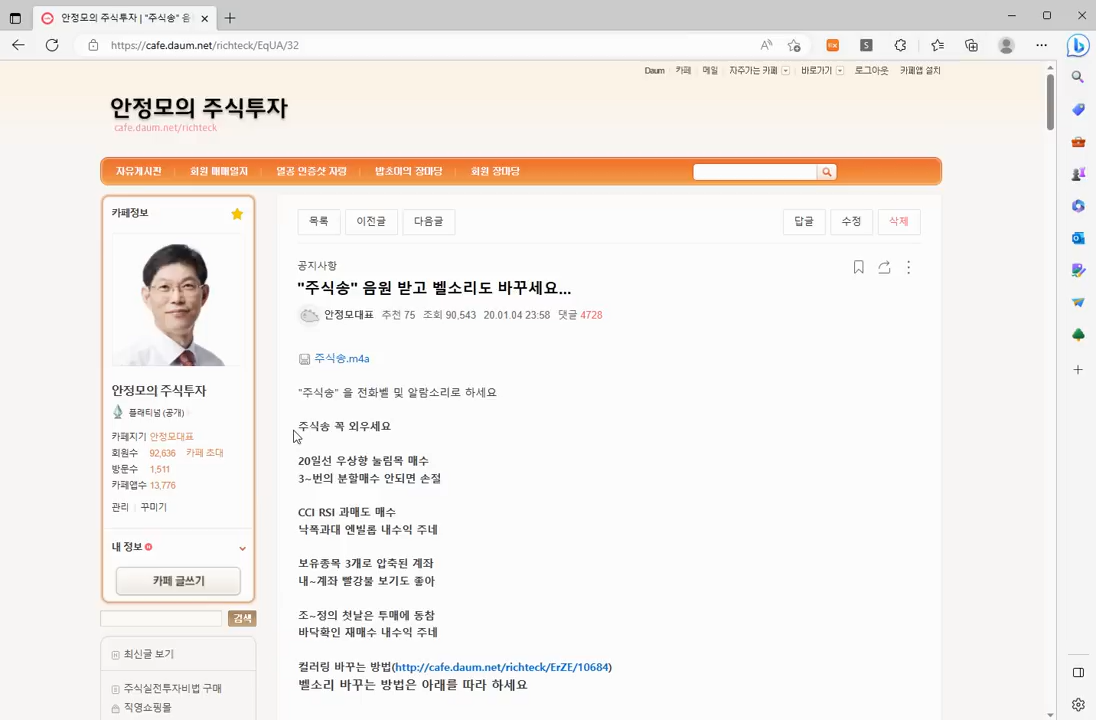 안정모의 주식투자 | "주식송" 음
https://cafe.daum.net/richteck/EqUA/32
Daum 카페 메일 자주가는 카페 바로가기 로그아웃 카페앱 설치
안정모의 주식투자
cafe.daum.net/richteck
자유게시판 회원 매매일지 열공 인증샷 자랑 밥초미의 장마당 회원 장마당
카페정보
안정모의 주식투자
플래티넘 (공개)
카페지기 안정모대표
회원수 92,636 카페 초대
방문수 1,511
카페앱수 13,776
관리 꾸미기
내 정보
카페 글쓰기
검색
최신글 보기
주식실전투자비법 구매
직영쇼핑몰
목록 이전글 다음글 답글 수정 삭제
공지사항
"주식송" 음원 받고 벨소리도 바꾸세요...
안정모대표 추천 75 조회 90,543 20.01.04 23:58 댓글 4728
주식송.m4a
"주식송" 을 전화벨 및 알람소리로 하세요
주식송 꼭 외우세요
20일선 우상향 눌림목 매수
3~번의 분할매수 안되면 손절
CCI RSI 과매도 매수
낙폭과대 엔빌롭 내수익 주네
보유종목 3개로 압축된 계좌
내~계좌 빨강불 보기도 좋아
조~정의 첫날은 투매에 동참
바닥확인 재매수 내수익 주네
컬러링 바꾸는 방법(http://cafe.daum.net/richteck/ErZE/10684)
벨소리 바꾸는 방법은 아래를 따라 하세요